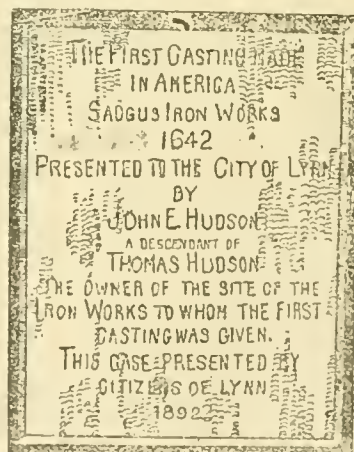 THE FIRST CASTING MADE
IN AMERICA
SAUGUS IRON WORKS
1642
PRESENTED TO THE CITY OF LYNN
BY
JOHN E. HUDSON
A DESCENDANT OF
THOMAS HUDSON
THE OWNER OF THE SITE OF THE
IRON WORKS TO WHOM THE FIRST
CASTING WAS GIVEN.
THIS CASE PRESENTED BY
CITIZENS OF LYNN
1892